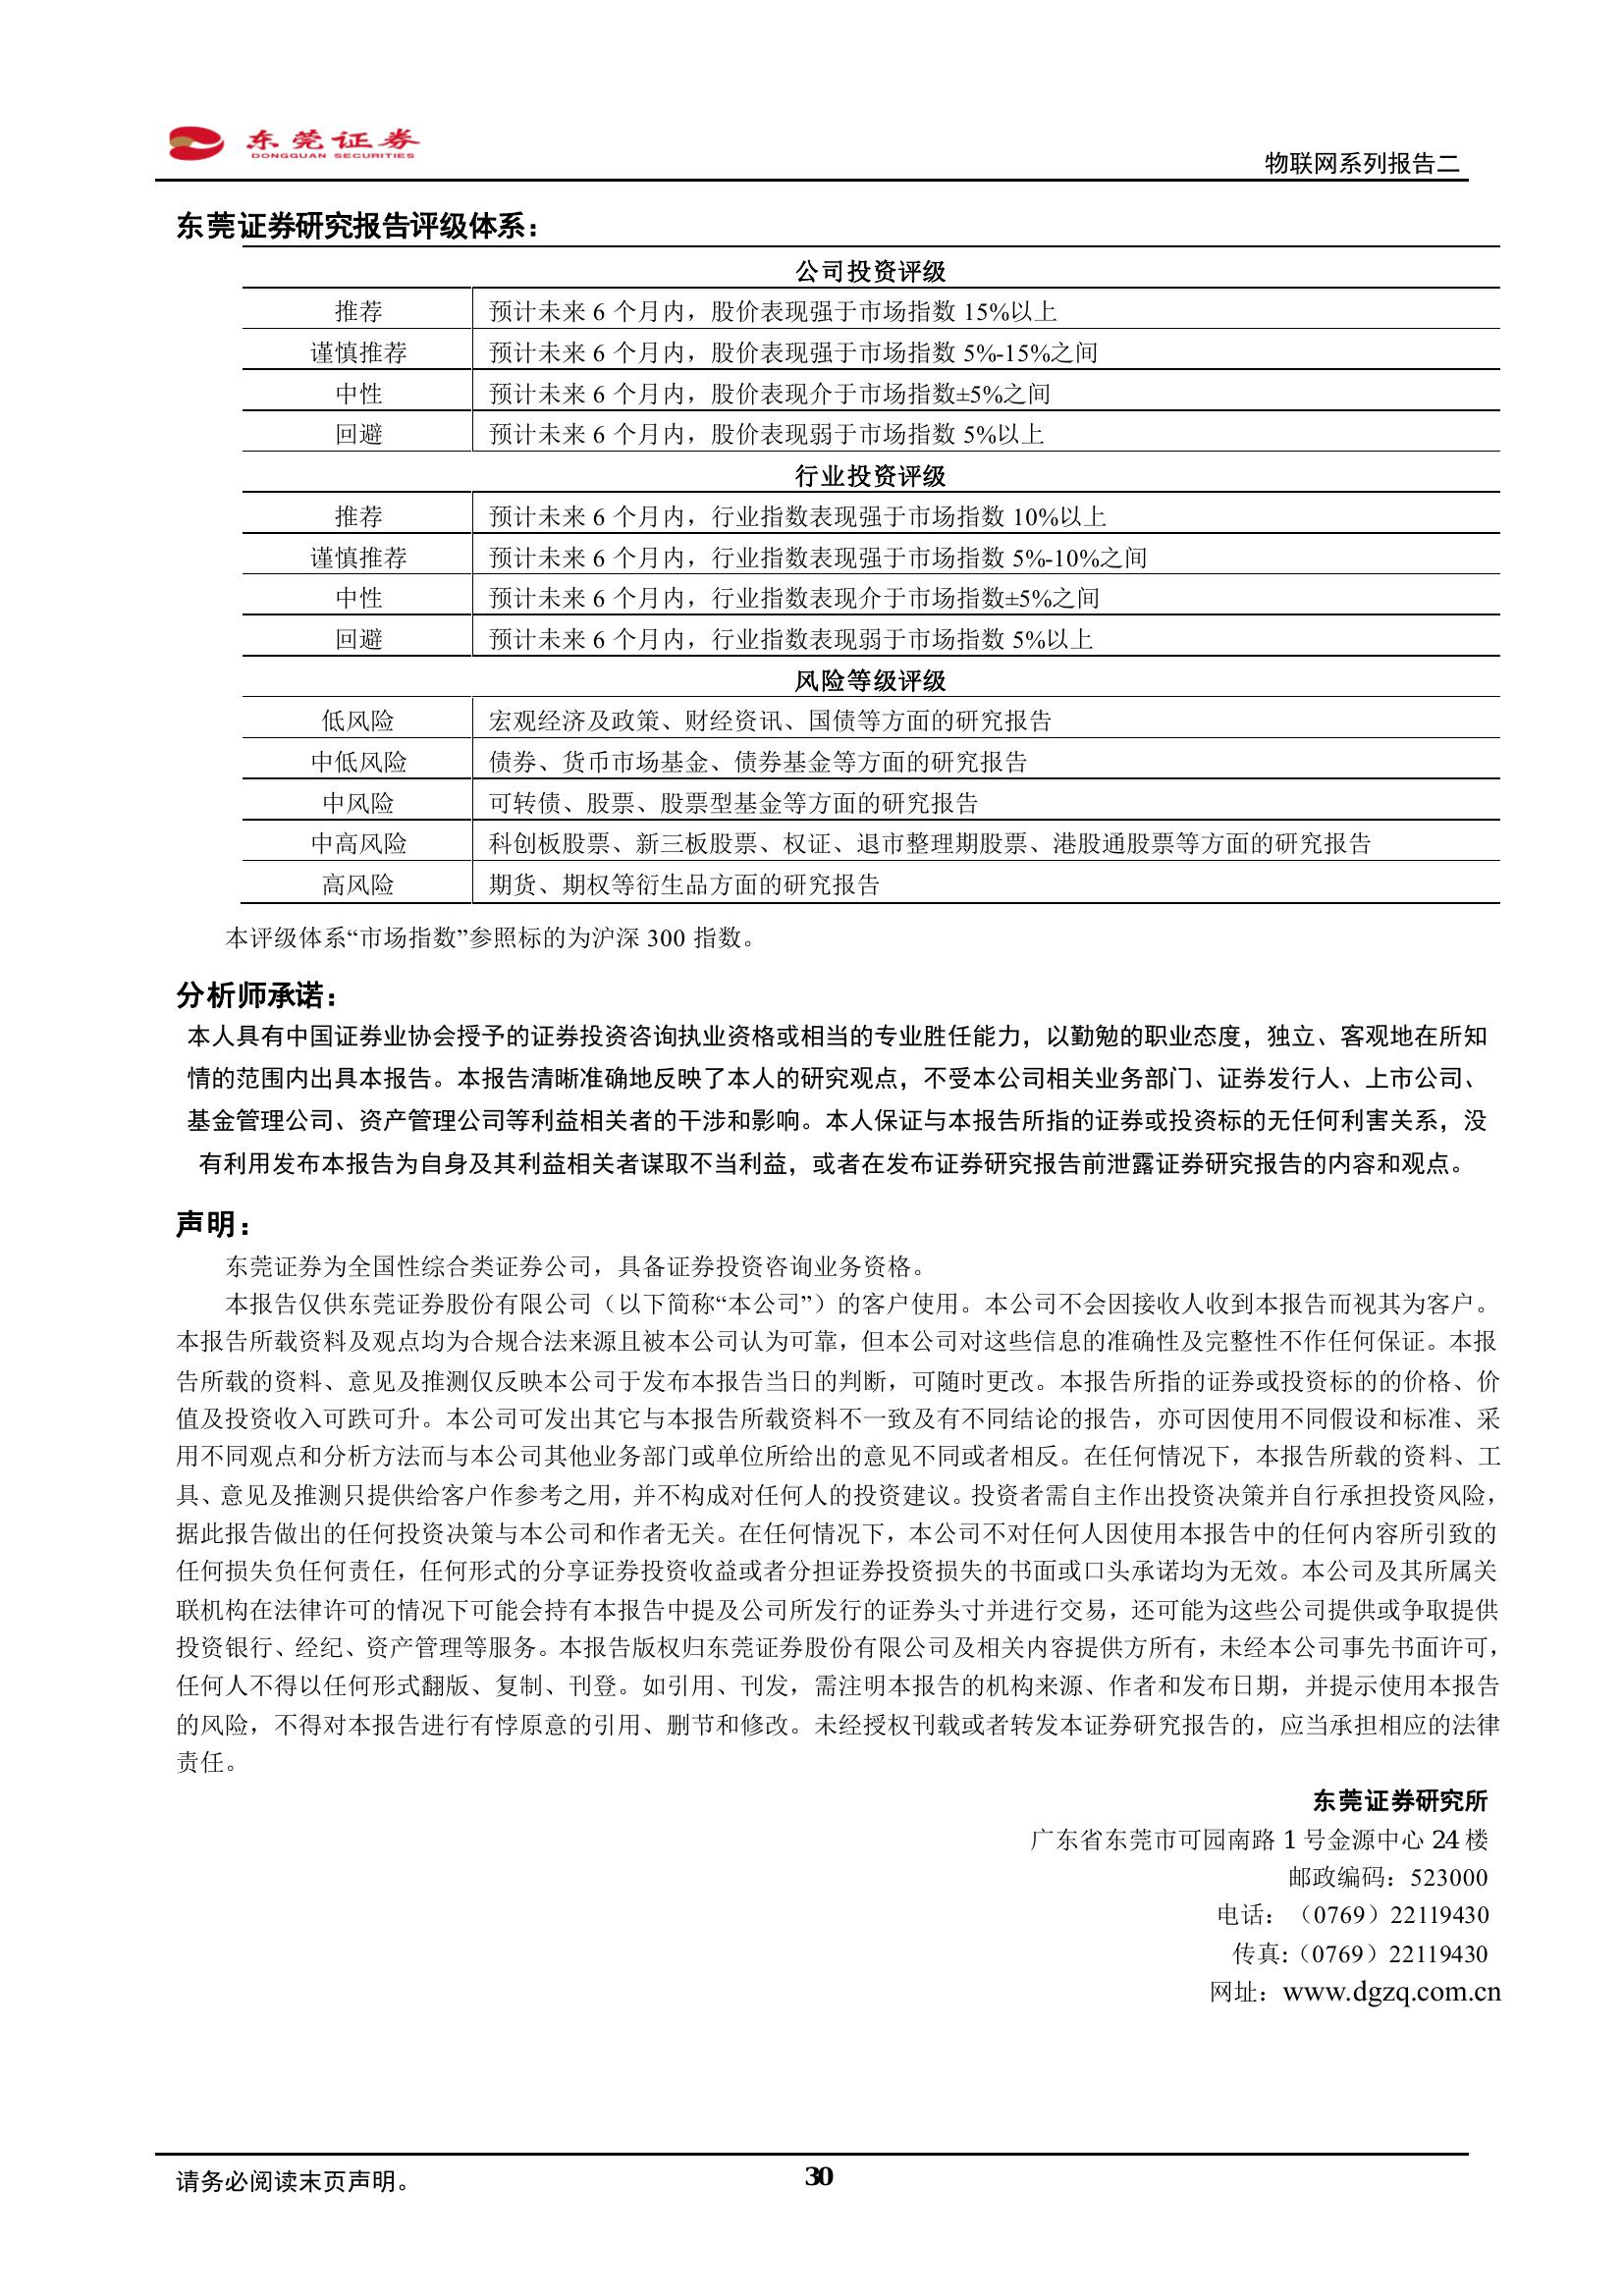 东莞证券
DONGGUAN SECURITIES
物联网系列报告二
东莞证券研究报告评级体系：
公司投资评级
推荐 预计未来 6 个月内，股价表现强于市场指数 15%以上
谨慎推荐 预计未来 6 个月内，股价表现强于市场指数 5%-15%之间
中性 预计未来 6 个月内，股价表现介于市场指数±5%之间
回避 预计未来 6 个月内，股价表现弱于市场指数 5%以上
行业投资评级
推荐 预计未来 6 个月内，行业指数表现强于市场指数 10%以上
谨慎推荐 预计未来 6 个月内，行业指数表现强于市场指数 5%-10%之间
中性 预计未来 6 个月内，行业指数表现介于市场指数±5%之间
回避 预计未来 6 个月内，行业指数表现弱于市场指数 5%以上
风险等级评级
低风险 宏观经济及政策、财经资讯、国债等方面的研究报告
中低风险 债券、货币市场基金、债券基金等方面的研究报告
中风险 可转债、股票、股票型基金等方面的研究报告
中高风险 科创板股票、新三板股票、权证、退市整理期股票、港股通股票等方面的研究报告
高风险 期货、期权等衍生品方面的研究报告
本评级体系“市场指数”参照标的为沪深 300 指数。
分析师承诺：
本人具有中国证券业协会授予的证券投资咨询执业资格或相当的专业胜任能力，以勤勉的职业态度，独立、客观地在所知
情的范围内出具本报告。本报告清晰准确地反映了本人的研究观点，不受本公司相关业务部门、证券发行人、上市公司、
基金管理公司、资产管理公司等利益相关者的干涉和影响。本人保证与本报告所指的证券或投资标的无任何利害关系，没
有利用发布本报告为自身及其利益相关者谋取不当利益，或者在发布证券研究报告前泄露证券研究报告的内容和观点。
声明：
东莞证券为全国性综合类证券公司，具备证券投资咨询业务资格。
本报告仅供东莞证券股份有限公司（以下简称“本公司”）的客户使用。本公司不会因接收人收到本报告而视其为客户。
本报告所载资料及观点均为合规合法来源且被本公司认为可靠，但本公司对这些信息的准确性及完整性不作任何保证。本报
告所载的资料、意见及推测仅反映本公司于发布本报告当日的判断，可随时更改。本报告所指的证券或投资标的的价格、价
值及投资收入可跌可升。本公司可发出其它与本报告所载资料不一致及有不同结论的报告，亦可因使用不同假设和标准、采
用不同观点和分析方法而与本公司其他业务部门或单位所给出的意见不同或者相反。在任何情况下，本报告所载的资料、工
具、意见及推测只提供给客户作参考之用，并不构成对任何人的投资建议。投资者需自主作出投资决策并自行承担投资风险，
据此报告做出的任何投资决策与本公司和作者无关。在任何情况下，本公司不对任何人因使用本报告中的任何内容所引致的
任何损失负任何责任，任何形式的分享证券投资收益或者分担证券投资损失的书面或口头承诺均为无效。本公司及其所属关
联机构在法律许可的情况下可能会持有本报告中提及公司所发行的证券头寸并进行交易，还可能为这些公司提供或争取提供
投资银行、经纪、资产管理等服务。本报告版权归东莞证券股份有限公司及相关内容提供方所有，未经本公司事先书面许可，
任何人不得以任何形式翻版、复制、刊登。如引用、刊发，需注明本报告的机构来源、作者和发布日期，并提示使用本报告
的风险，不得对本报告进行有悖原意的引用、删节和修改。未经授权刊载或者转发本证券研究报告的，应当承担相应的法律
责任。
东莞证券研究所
广东省东莞市可园南路 1 号金源中心 24 楼
邮政编码：523000
电话：（0769）22119430
传真:（0769）22119430
网址：www.dgzq.com.cn
请务必阅读末页声明。
30